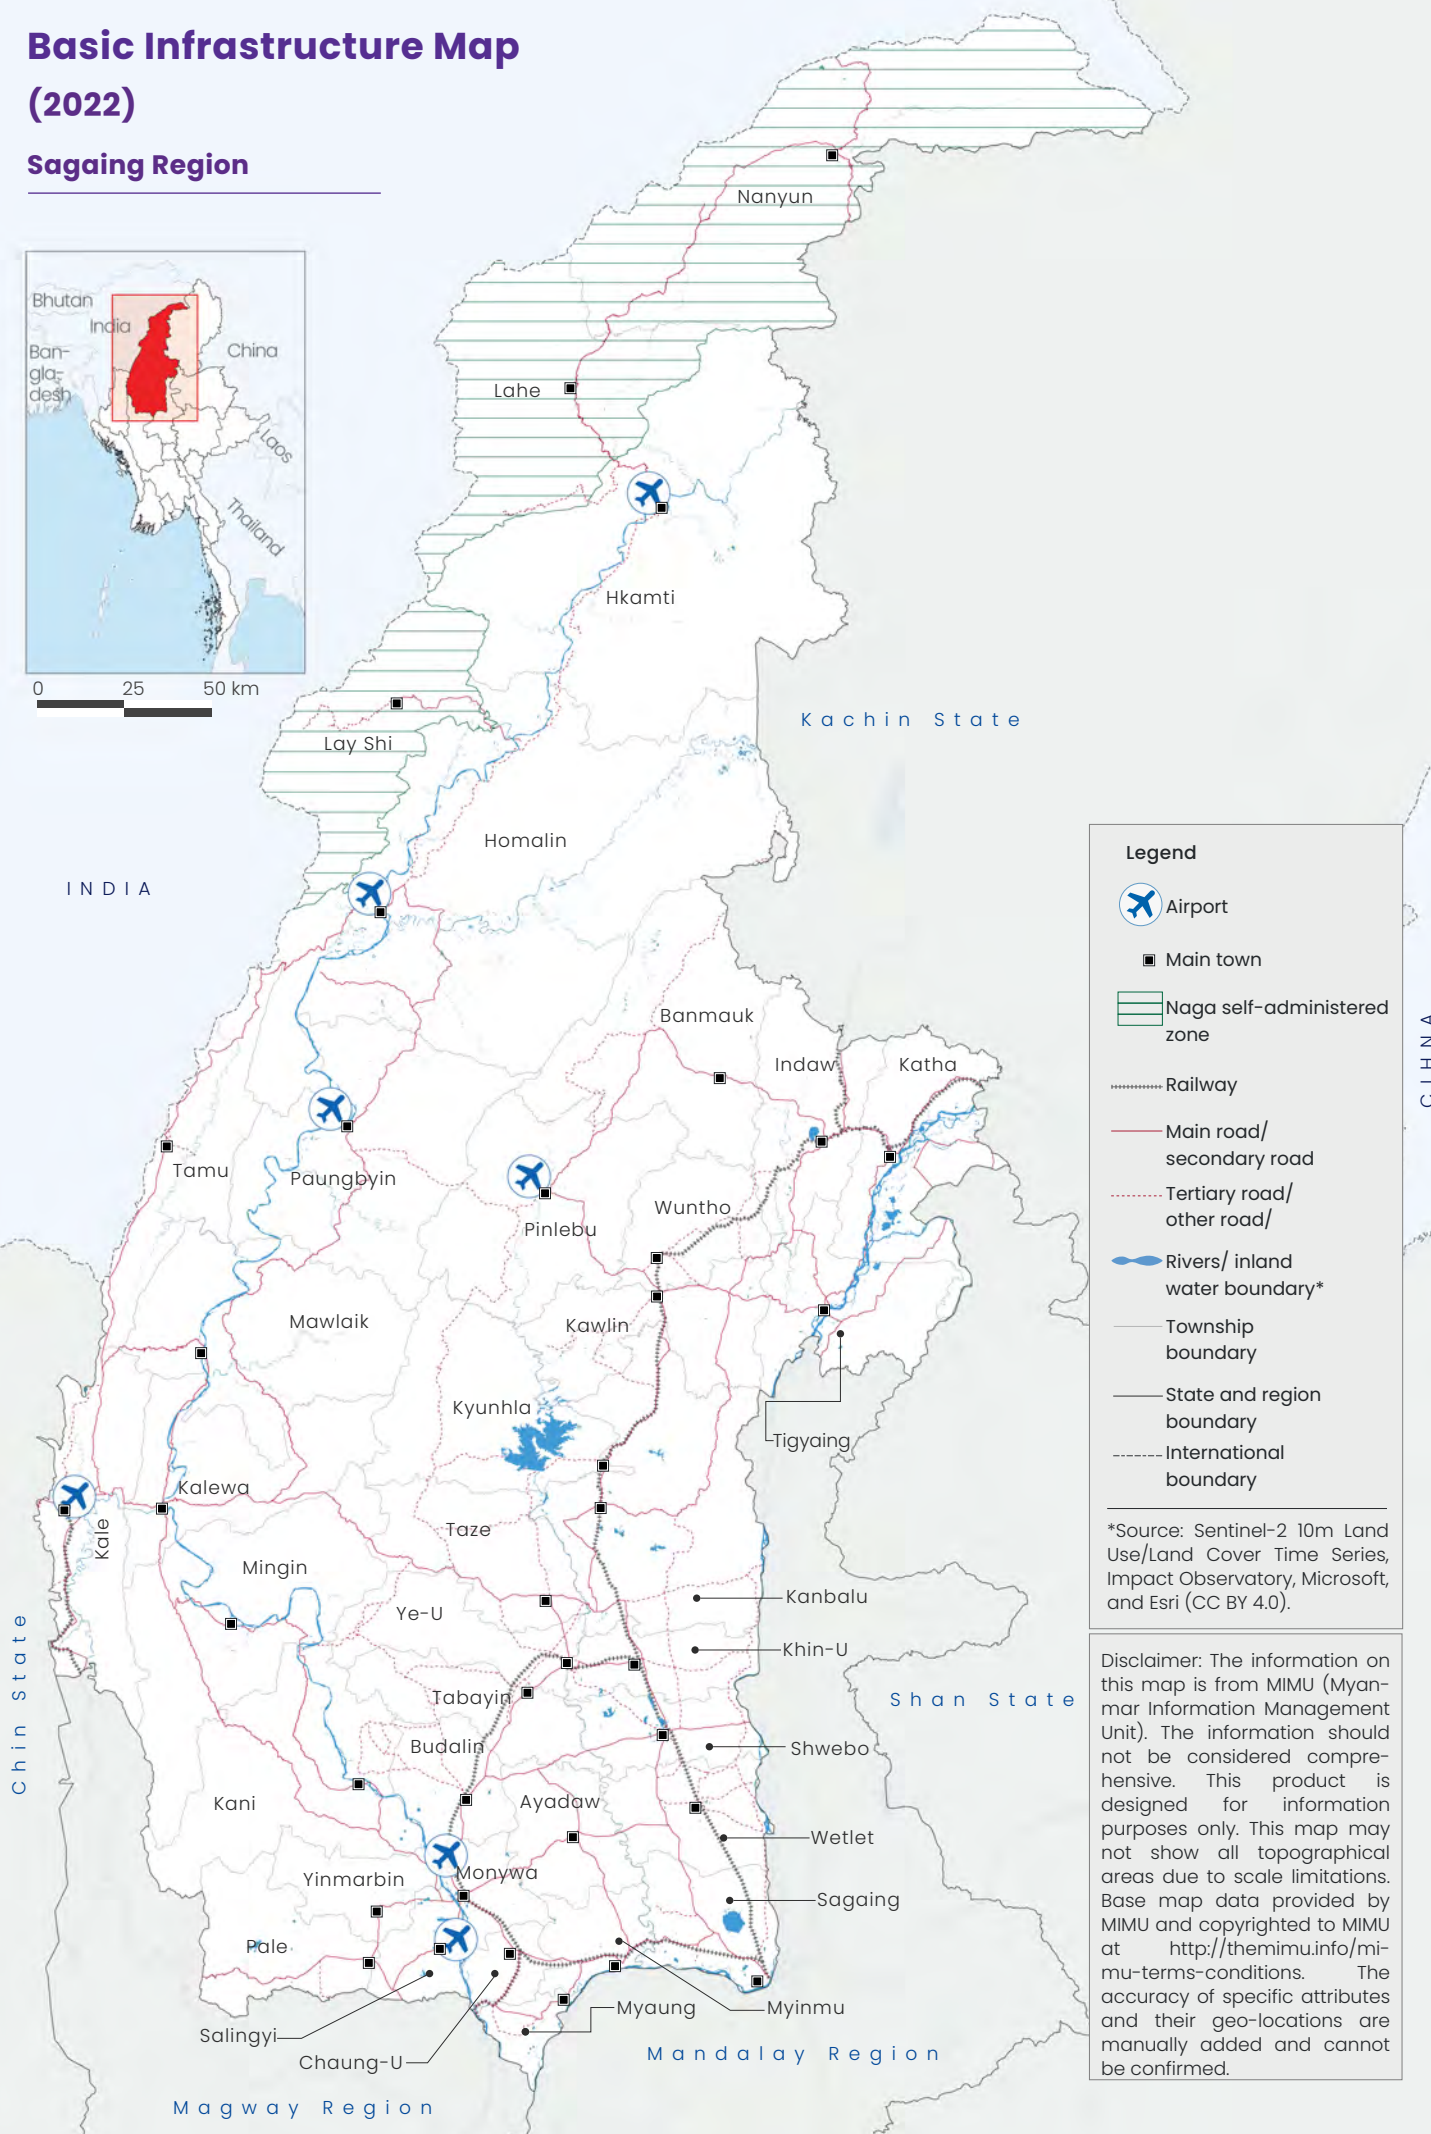 Basic Infrastructure Map
(2022)
Sagaing Region
Bhutan
India
Ban-
gla-
desh
China
Laos
Thailand
0 25 50 km
Nanyun
Lahe
Hkamti
Kachin State
Lay Shi
Homalin
INDIA
Banmauk
Indaw
Katha
Tamu
Paungbyin
Pinlebu
Wuntho
Mawlaik
Kawlin
Kyunhla
Tigyaing
Kalewa
Kale
Taze
Mingin
Ye-U
Kanbalu
Khin-U
Chin State
Shan State
Tabayin
Budalin
Shwebo
Kani
Ayadaw
Wetlet
Yinmarbin
Monywa
Sagaing
Pale
Salingyi
Chaung-U
Myaung
Myinmu
Mandalay Region
Magway Region
CIHNA
Legend
Airport
Main town
Naga self-administered
zone
Railway
Main road/
secondary road
Tertiary road/
other road/
Rivers/ inland
water boundary*
Township
boundary
State and region
boundary
International
boundary
*Source: Sentinel-2 10m Land
Use/Land Cover Time Series,
Impact Observatory, Microsoft,
and Esri (CC BY 4.0).
Disclaimer: The information on
this map is from MIMU (Myan-
mar Information Management
Unit). The information should
not be considered compre-
hensive. This product is
designed for information
purposes only. This map may
not show all topographical
areas due to scale limitations.
Base map data provided by
MIMU and copyrighted to MIMU
at http://themimu.info/mi-
mu-terms-conditions. The
accuracy of specific attributes
and their geo-locations are
manually added and cannot
be confirmed.